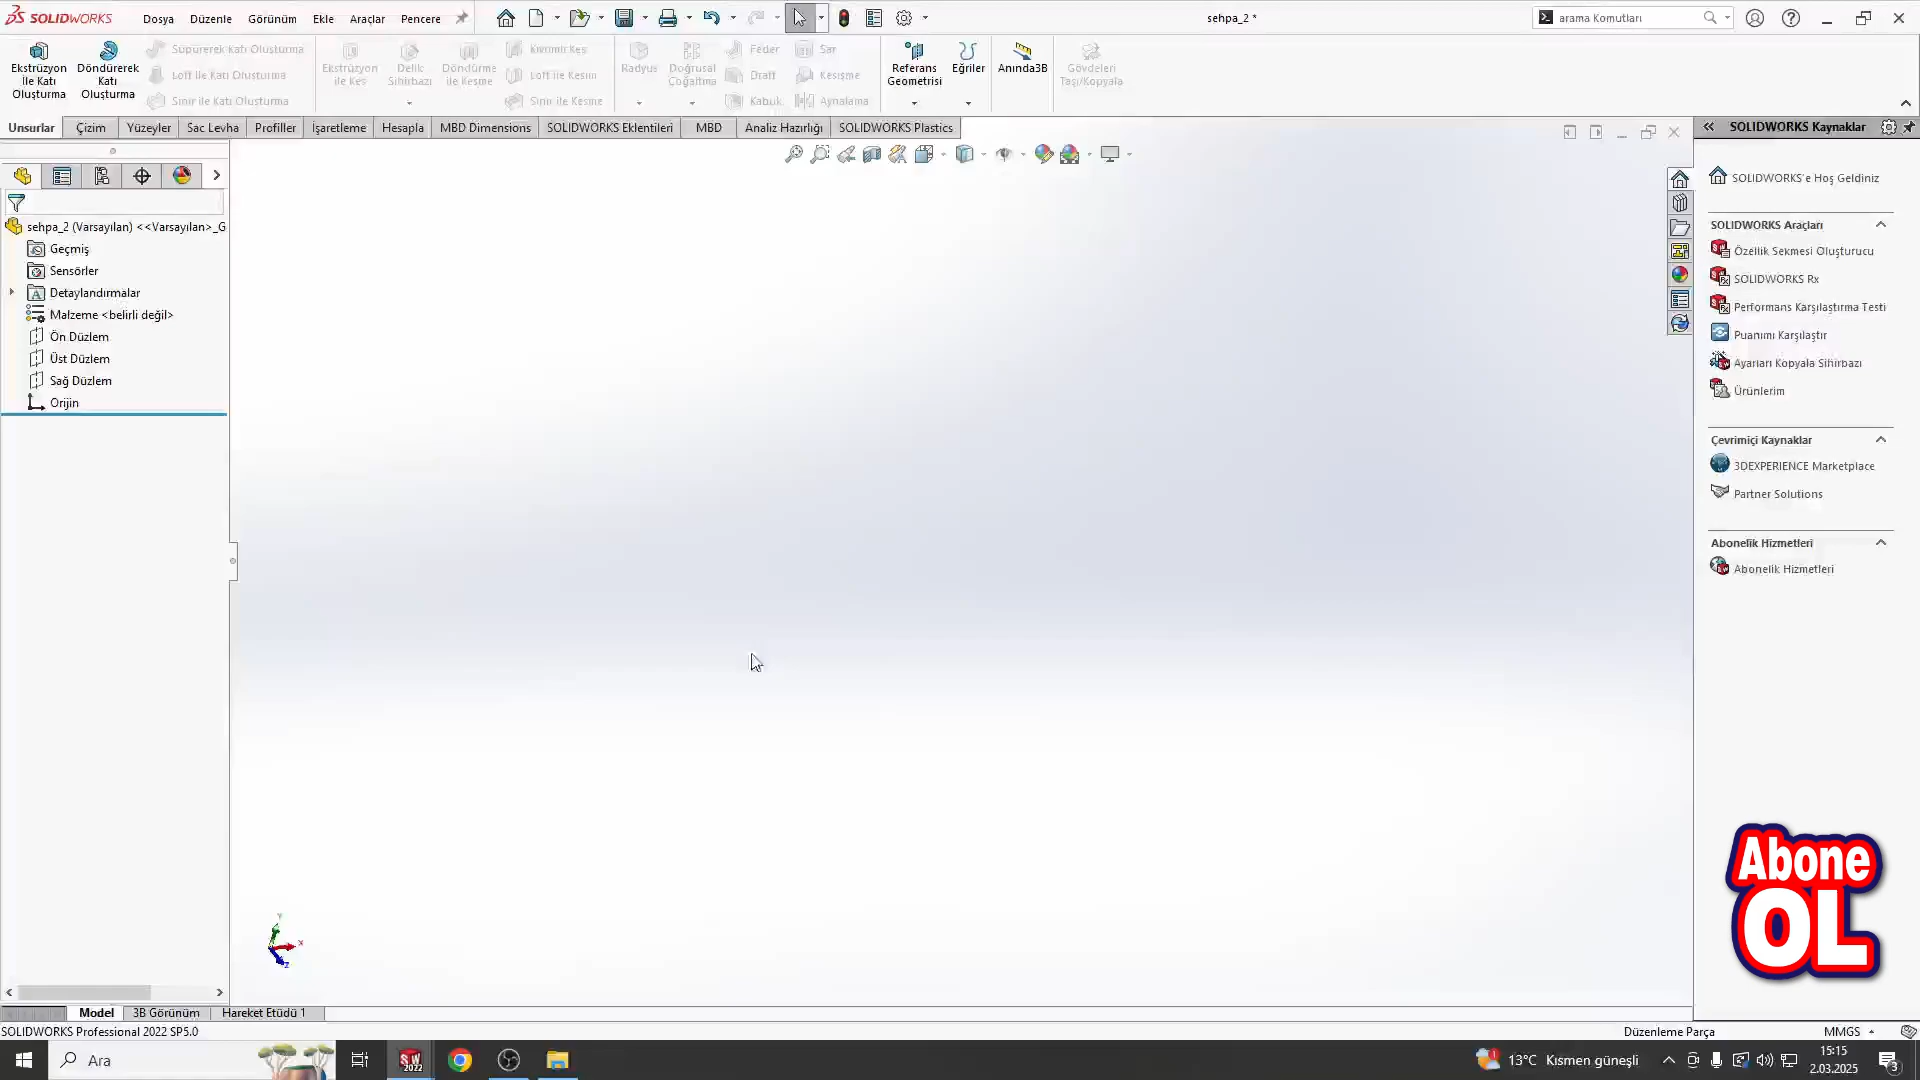 SOLIDWORKS
Dosya
Düzenle
Görünüm
Ekle
Araçlar
Pencere
sehpa_2 *
arama Komutları
Ekstrüzyon
ile Katı
Oluşturma
Döndürerek
Katı
Oluşturma
Süpürerek Katı Oluşturma
Loft ile Katı Oluşturma
Sınır ile Katı Oluşturma
Ekstrüzyon
ile Kes
Delik
Sihirbazı
Döndürme
ile Kesme
Kıvrımlı Kes
Loft ile Kesim
Sınır ile Kesme
Radyus
Doğrusal
Çoğaltma
Feder
Draft
Kabuk
Sar
Kesişme
Aynalama
Referans
Geometrisi
Eğriler
Anında3B
Gövdeleri
Taşı/Kopyala
Unsurlar
Çizim
Yüzeyler
Sac Levha
Profiller
İşaretleme
Hesapla
MBD Dimensions
SOLIDWORKS Eklentileri
MBD
Analiz Hazırlığı
SOLIDWORKS Plastics
SOLIDWORKS Kaynaklar
sehpa_2 (Varsayılan) <<Varsayılan>_G
Geçmiş
Sensörler
Detaylandırmalar
Malzeme <belirli değil>
Ön Düzlem
Üst Düzlem
Sağ Düzlem
Orijin
SOLIDWORKS'e Hoş Geldiniz
SOLIDWORKS Araçları
Özellik Sekmesi Oluşturucu
SOLIDWORKS Rx
Performans Karşılaştırma Testi
Puanımı Karşılaştır
Ayarları Kopyala Sihirbazı
Ürünlerim
Çevrimiçi Kaynaklar
3DEXPERIENCE Marketplace
Partner Solutions
Abonelik Hizmetleri
Abonelik Hizmetleri
Abone
OL
Y
X
Z
Model
3B Görünüm
Hareket Etüdü 1
SOLIDWORKS Professional 2022 SP5.0
Düzenleme Parça
MMGS
Ara
SW
2022
1
13°C Kısmen güneşli
15:15
2.03.2025
3